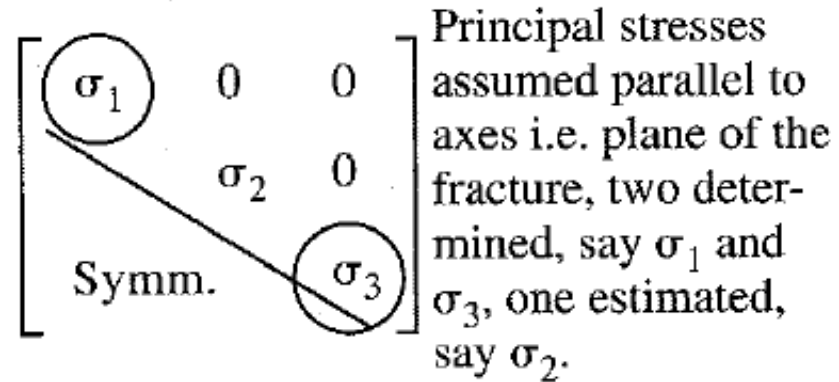 σ₁ 0 0
σ₂ 0
Symm. σ₃
Principal stresses
assumed parallel to
axes i.e. plane of the
fracture, two deter-
mined, say σ₁ and
σ₃, one estimated,
say σ₂.